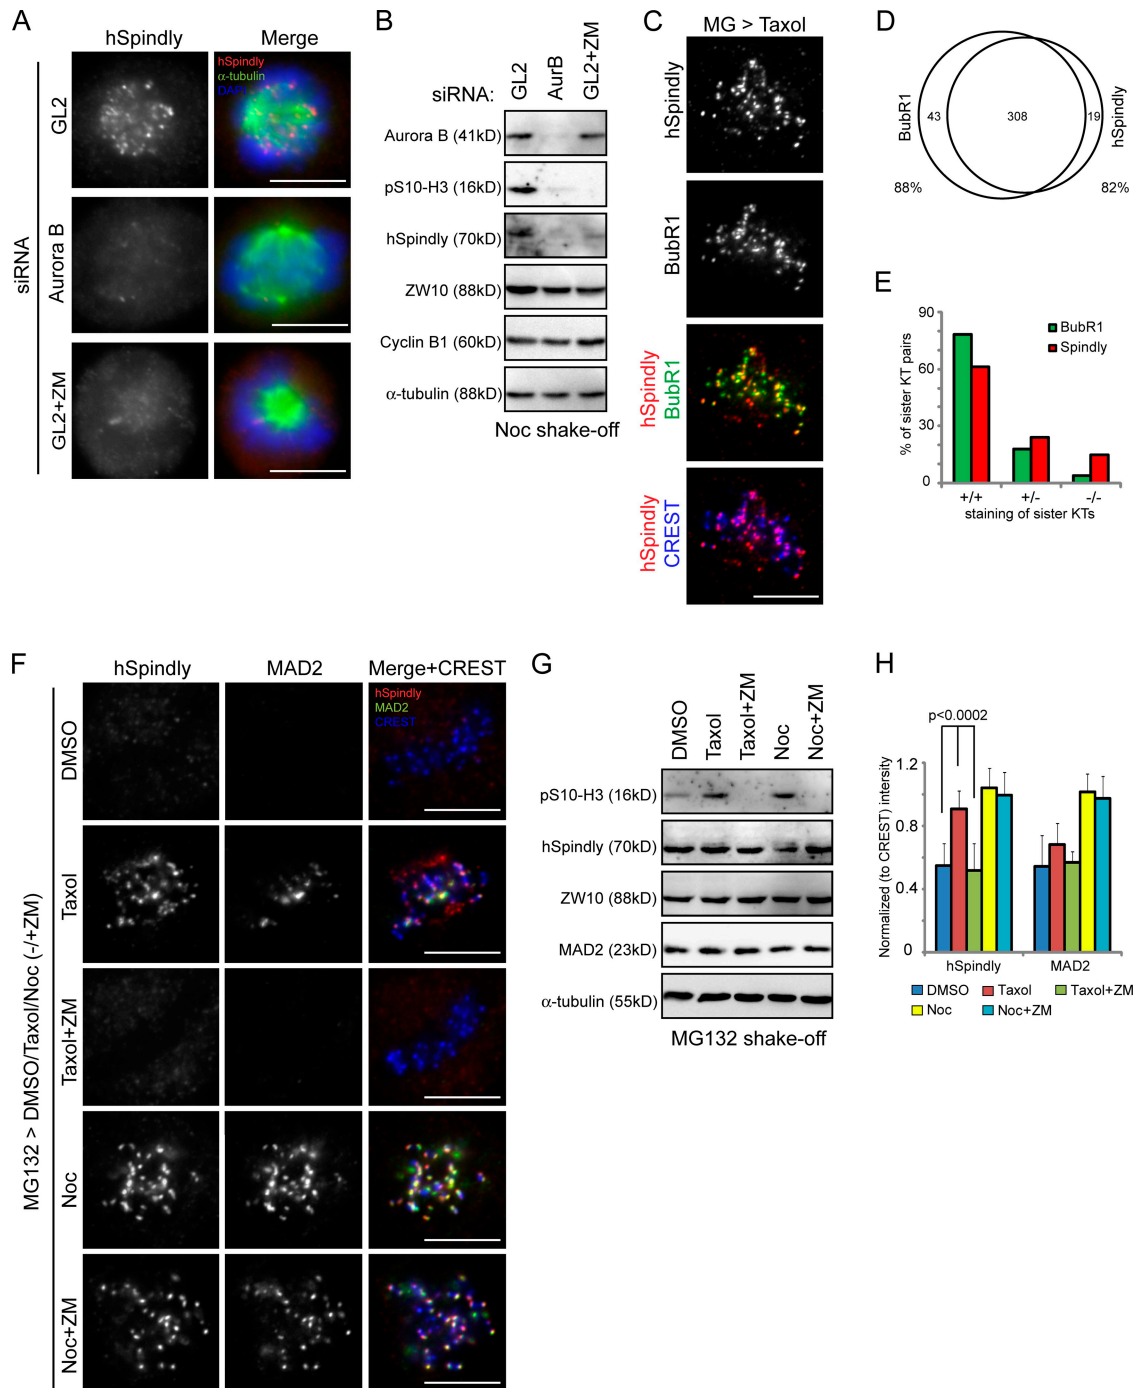 A
hSpindly
Merge
hSpindly
α-tubulin
DAPI
siRNA
GL2
Aurora B
GL2+ZM
B
siRNA:
GL2
AurB
GL2+ZM
Aurora B (41kD)
pS10-H3 (16kD)
hSpindly (70kD)
ZW10 (88kD)
Cyclin B1 (60kD)
α-tubulin (88kD)
Noc shake-off
C
MG > Taxol
hSpindly
BubR1
hSpindly
BubR1
hSpindly
CREST
D
BubR1
43
308
19
hSpindly
88%
82%
E
% of sister KT pairs
90
60
30
0
BubR1
Spindly
+/+
+/-
-/-
staining of sister KTs
F
hSpindly
MAD2
Merge+CREST
hSpindly
MAD2
CREST
MG132 > DMSO/Taxol/Noc (-/+ZM)
DMSO
Taxol
Taxol+ZM
Noc
Noc+ZM
G
DMSO
Taxol
Taxol+ZM
Noc
Noc+ZM
pS10-H3 (16kD)
hSpindly (70kD)
ZW10 (88kD)
MAD2 (23kD)
α-tubulin (55kD)
MG132 shake-off
H
p<0.0002
Normalized (to CREST) intersity
1.2
0.8
0.4
0
hSpindly
MAD2
DMSO
Taxol
Taxol+ZM
Noc
Noc+ZM